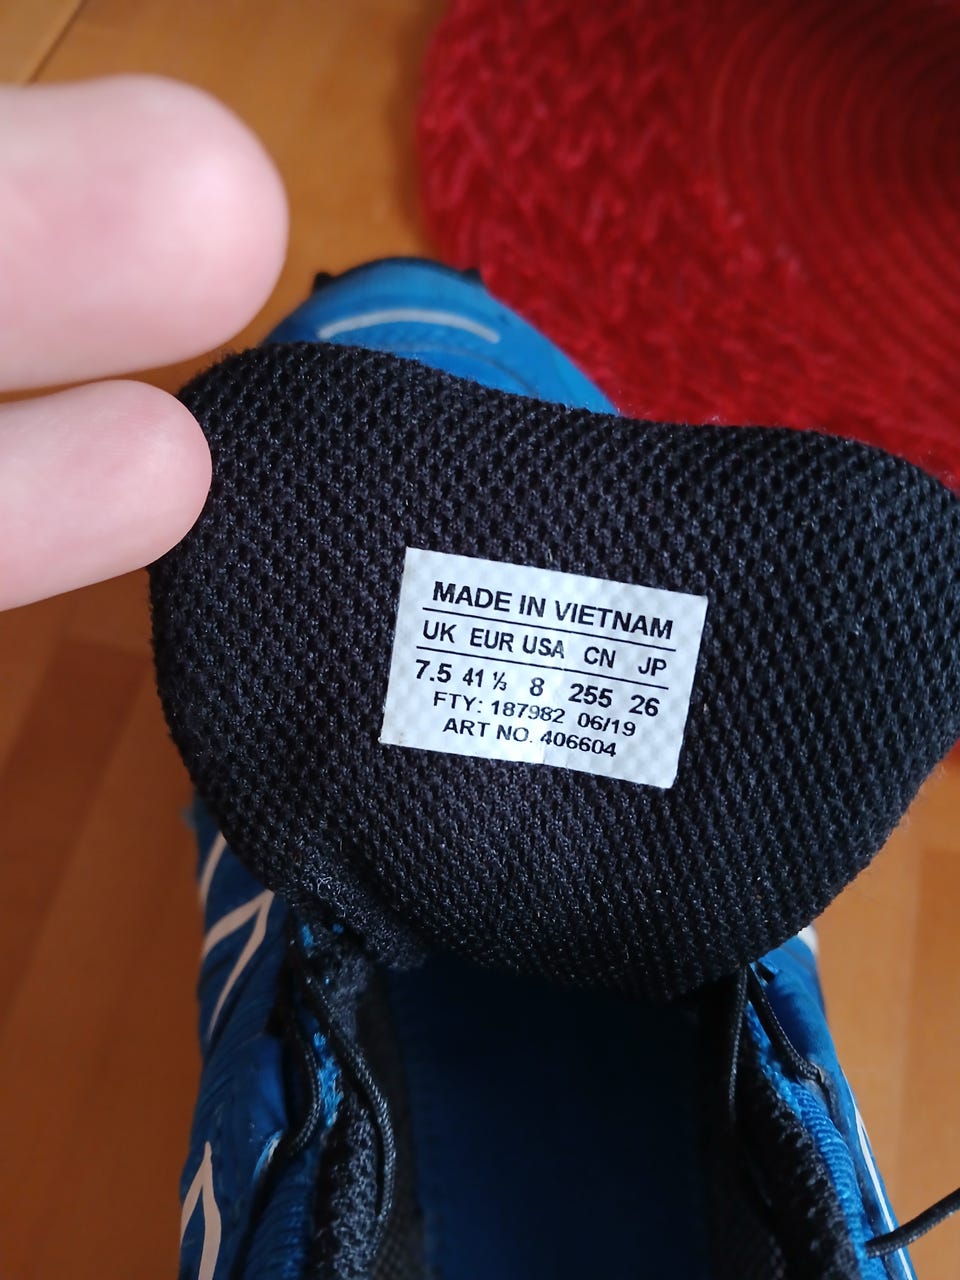 MADE IN VIETNAM
UK EUR USA CN JP
7.5 41 ⅓ 8 255 26
FTY: 187982 06/19
ART NO. 406604